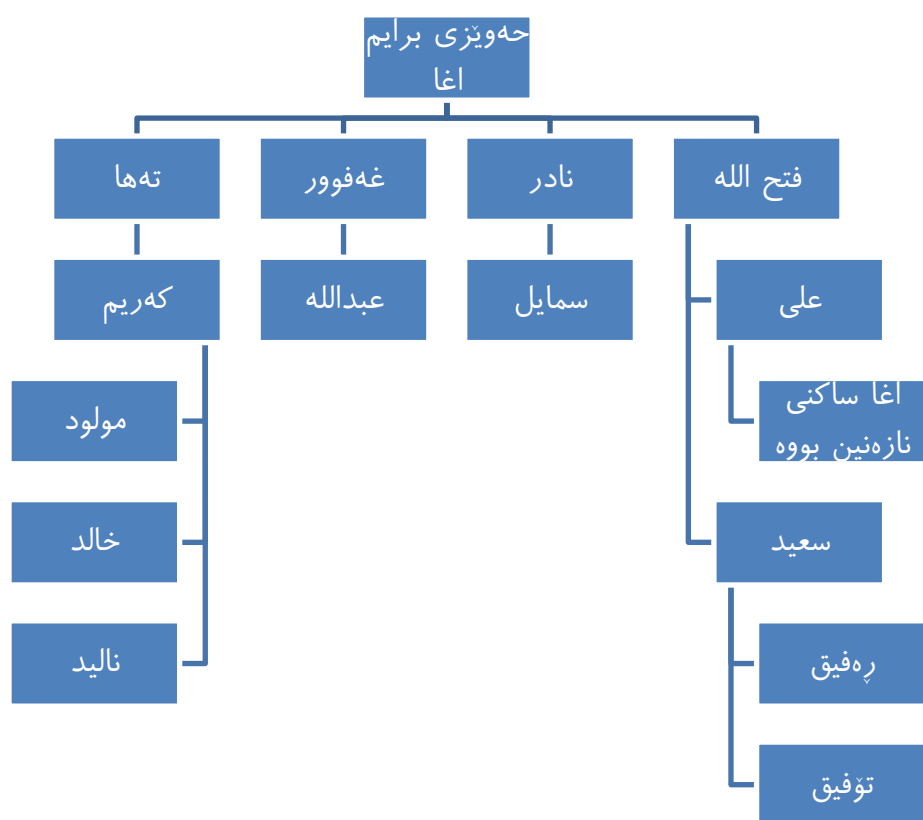 حەوێزی برایم
اغا
فتح الله
نادر
غەفوور
تەها
علی
سمایل
عبدالله
کەریم
اغا ساکنی
نازەنین بووە
مولود
سعید
خالد
ڕەفیق
نالید
تۆفیق